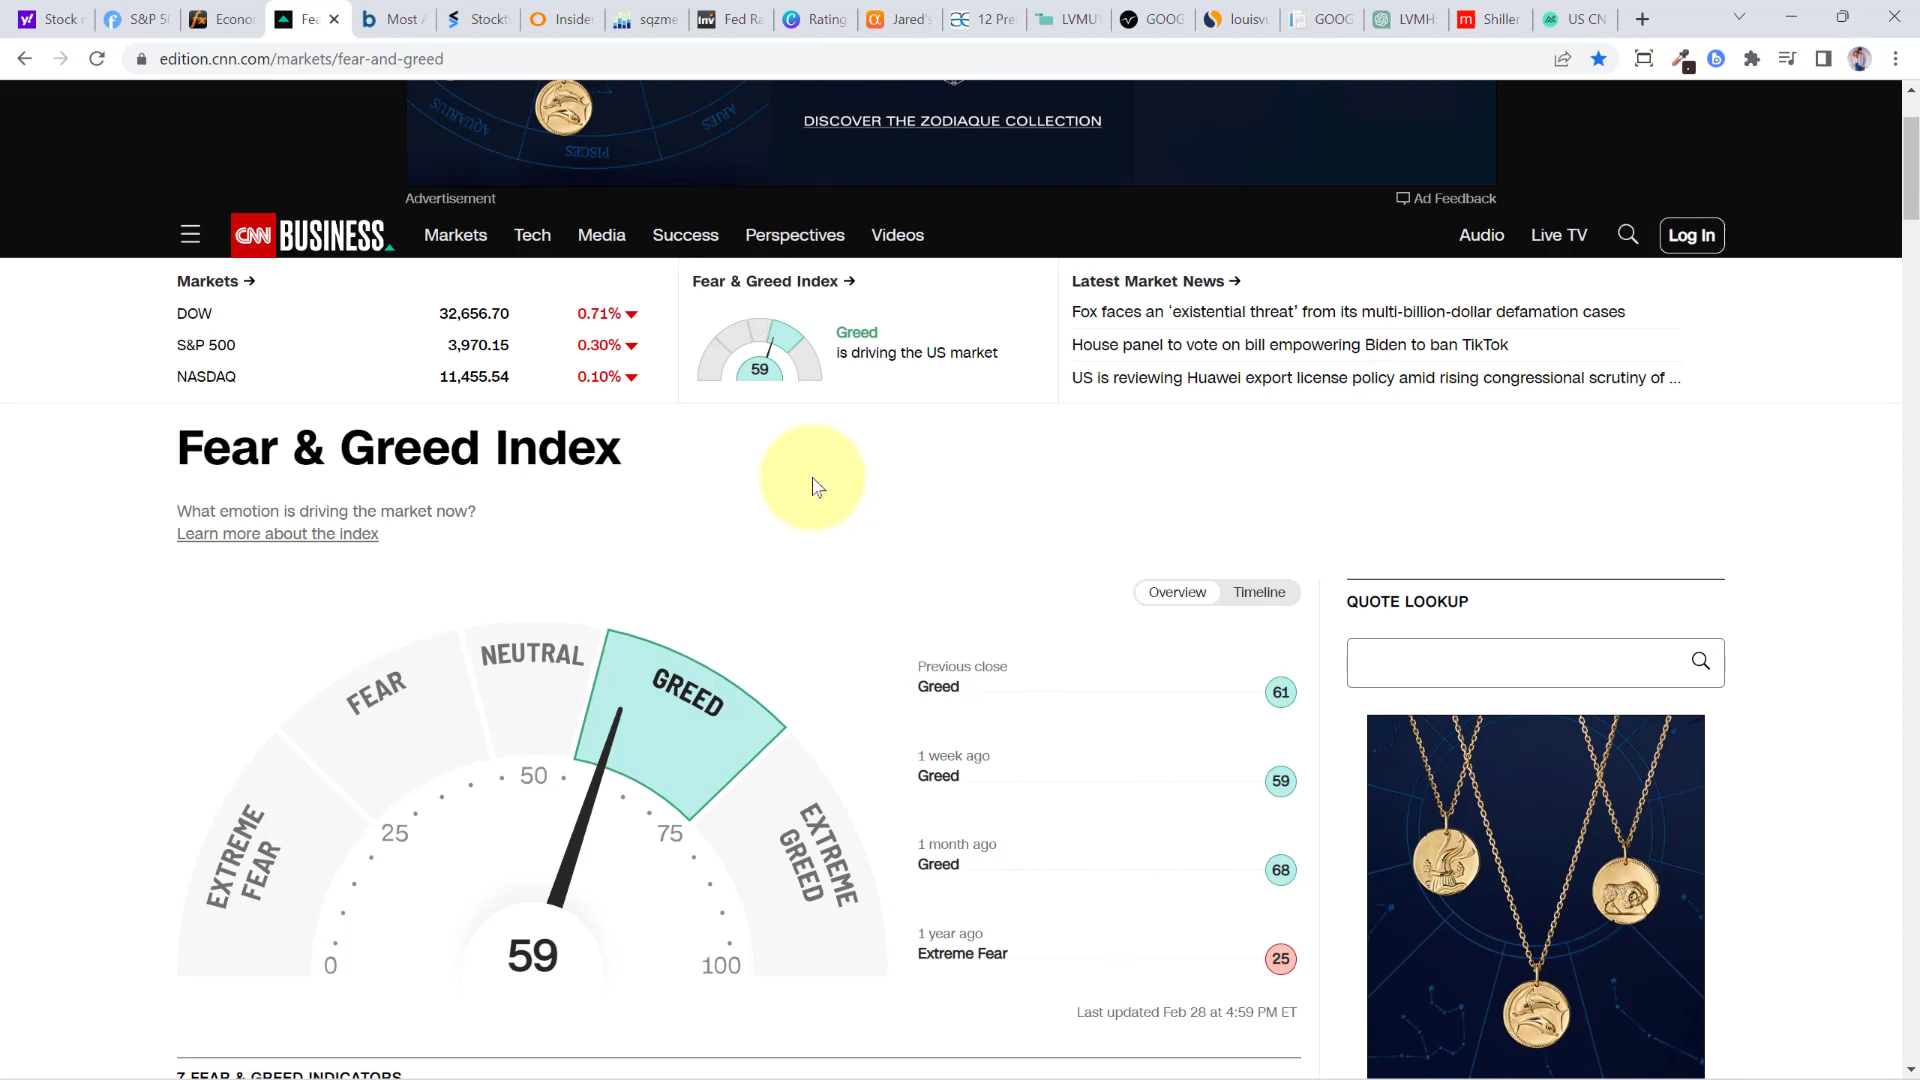 Stock
S&P 5
Econo
Fea
Most
Stockt
Inside
sqzme
Fed Ra
Rating
Jared's
12 Pre
LVMU
GOOG
louisv
GOOG
LVMH
Shiller
US CN
edition.cnn.com/markets/fear-and-greed
AQUARIUS
PISCES
ARIES
DISCOVER THE ZODIAQUE COLLECTION
Advertisement
Ad Feedback
CNN BUSINESS
Markets
Tech
Media
Success
Perspectives
Videos
Audio
Live TV
Log In
Markets →
DOW 32,656.70 0.71%
S&P 500 3,970.15 0.30%
NASDAQ 11,455.54 0.10%
Fear & Greed Index →
59
Greed
is driving the US market
Latest Market News →
Fox faces an ‘existential threat’ from its multi-billion-dollar defamation cases
House panel to vote on bill empowering Biden to ban TikTok
US is reviewing Huawei export license policy amid rising congressional scrutiny of ...
Fear & Greed Index
What emotion is driving the market now?
Learn more about the index
Overview
Timeline
EXTREME
FEAR
FEAR
NEUTRAL
GREED
EXTREME
GREED
0
25
50
75
100
59
Previous close
Greed 61
1 week ago
Greed 59
1 month ago
Greed 68
1 year ago
Extreme Fear 25
Last updated Feb 28 at 4:59 PM ET
QUOTE LOOKUP
7 FEAR & GREED INDICATORS